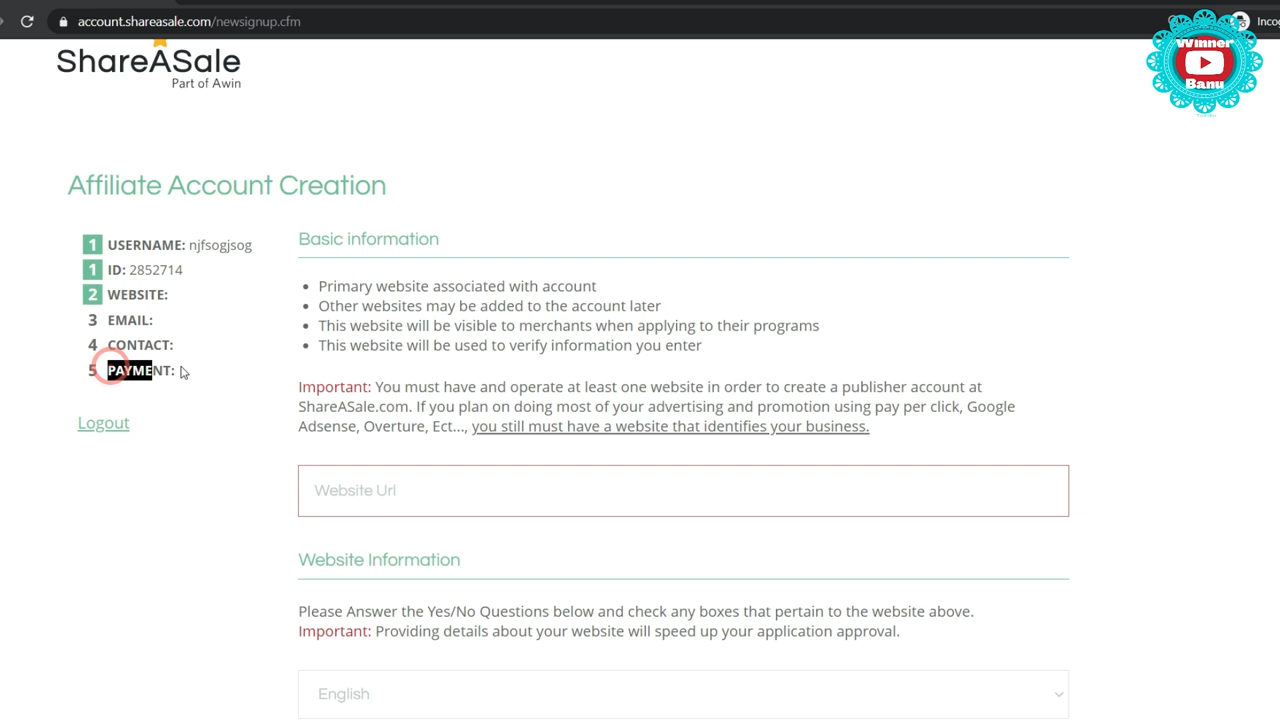 account.shareasale.com/newsignup.cfm
Winner
Banu
ShareASale
Part of Awin
Affiliate Account Creation
1 USERNAME: njfsogjsog
1 ID: 2852714
2 WEBSITE:
3 EMAIL:
4 CONTACT:
5 PAYMENT:
Logout
Basic information
• Primary website associated with account
• Other websites may be added to the account later
• This website will be visible to merchants when applying to their programs
• This website will be used to verify information you enter
Important: You must have and operate at least one website in order to create a publisher account at
ShareASale.com. If you plan on doing most of your advertising and promotion using pay per click, Google
Adsense, Overture, Ect..., you still must have a website that identifies your business.
Website Url
Website Information
Please Answer the Yes/No Questions below and check any boxes that pertain to the website above.
Important: Providing details about your website will speed up your application approval.
English